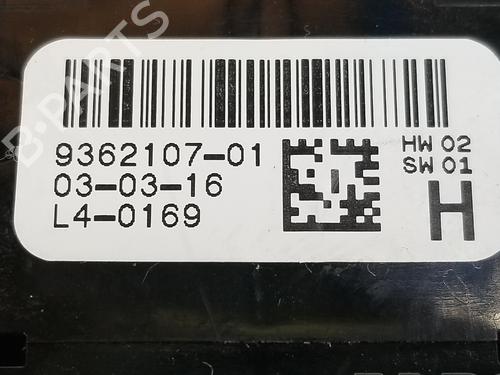 B-PARTS
9362107-01
03-03-16
L4-0169
HW 02
SW 01
H